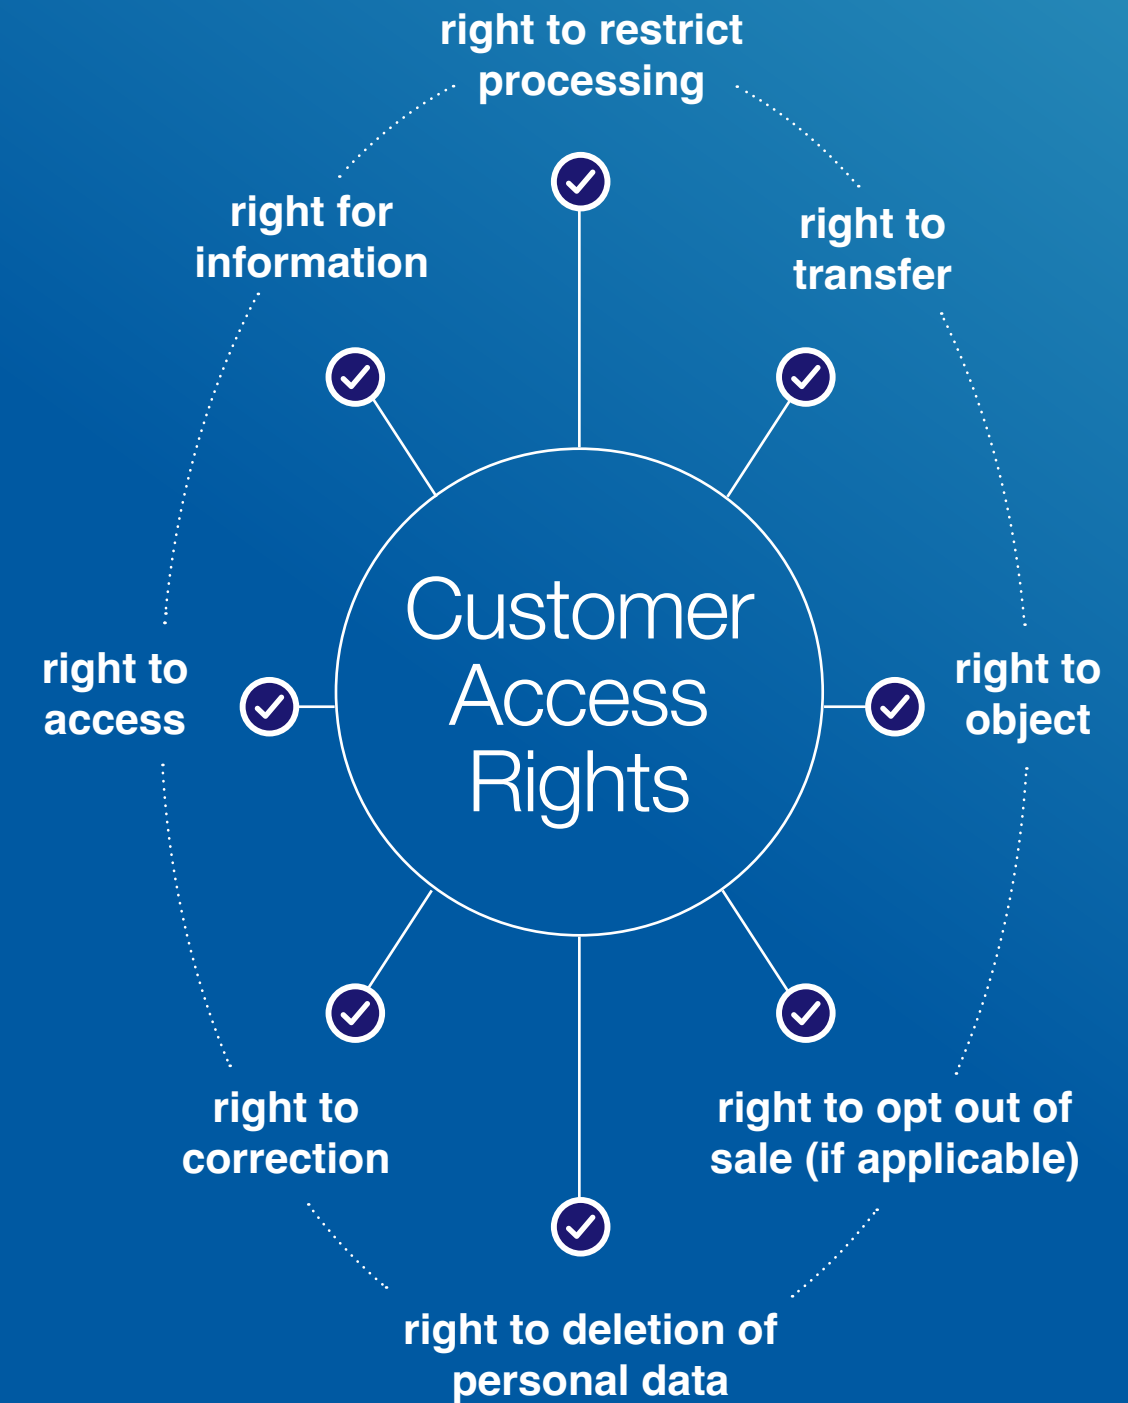 right to restrict
processing
right for
information
right to
transfer
Customer
Access
Rights
right to
access
right to
object
right to
correction
right to opt out of
sale (if applicable)
right to deletion of
personal data